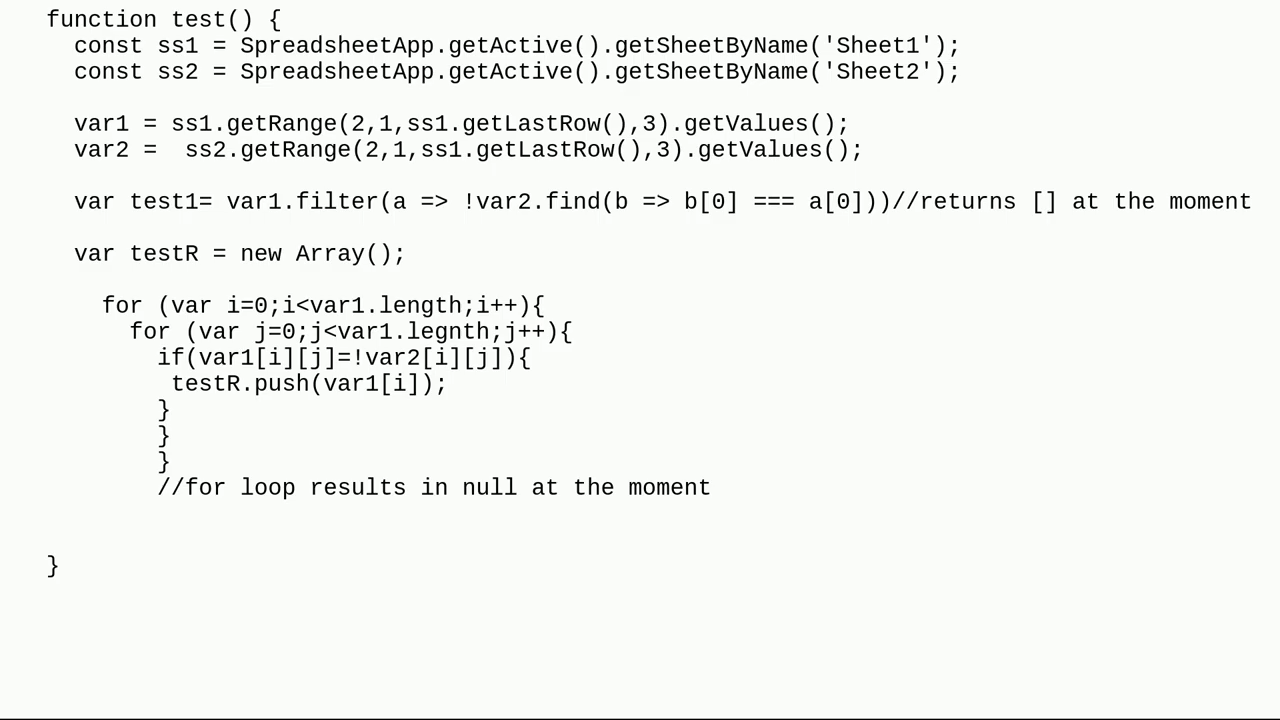 function test() {
const ss1 = SpreadsheetApp.getActive().getSheetByName('Sheet1');
const ss2 = SpreadsheetApp.getActive().getSheetByName('Sheet2');
var1 = ss1.getRange(2,1,ss1.getLastRow(),3).getValues();
var2 =  ss2.getRange(2,1,ss1.getLastRow(),3).getValues();
var test1= var1.filter(a => !var2.find(b => b[0] === a[0]))//returns [] at the moment
var testR = new Array();
for (var i=0;i<var1.length;i++){
for (var j=0;j<var1.legnth;j++){
if(var1[i][j]=!var2[i][j]){
testR.push(var1[i]);
}
}
}
//for loop results in null at the moment
}